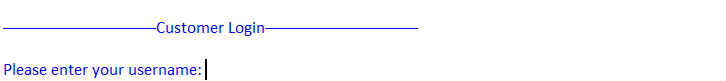 ———————————Customer Login———————————
Please enter your username: